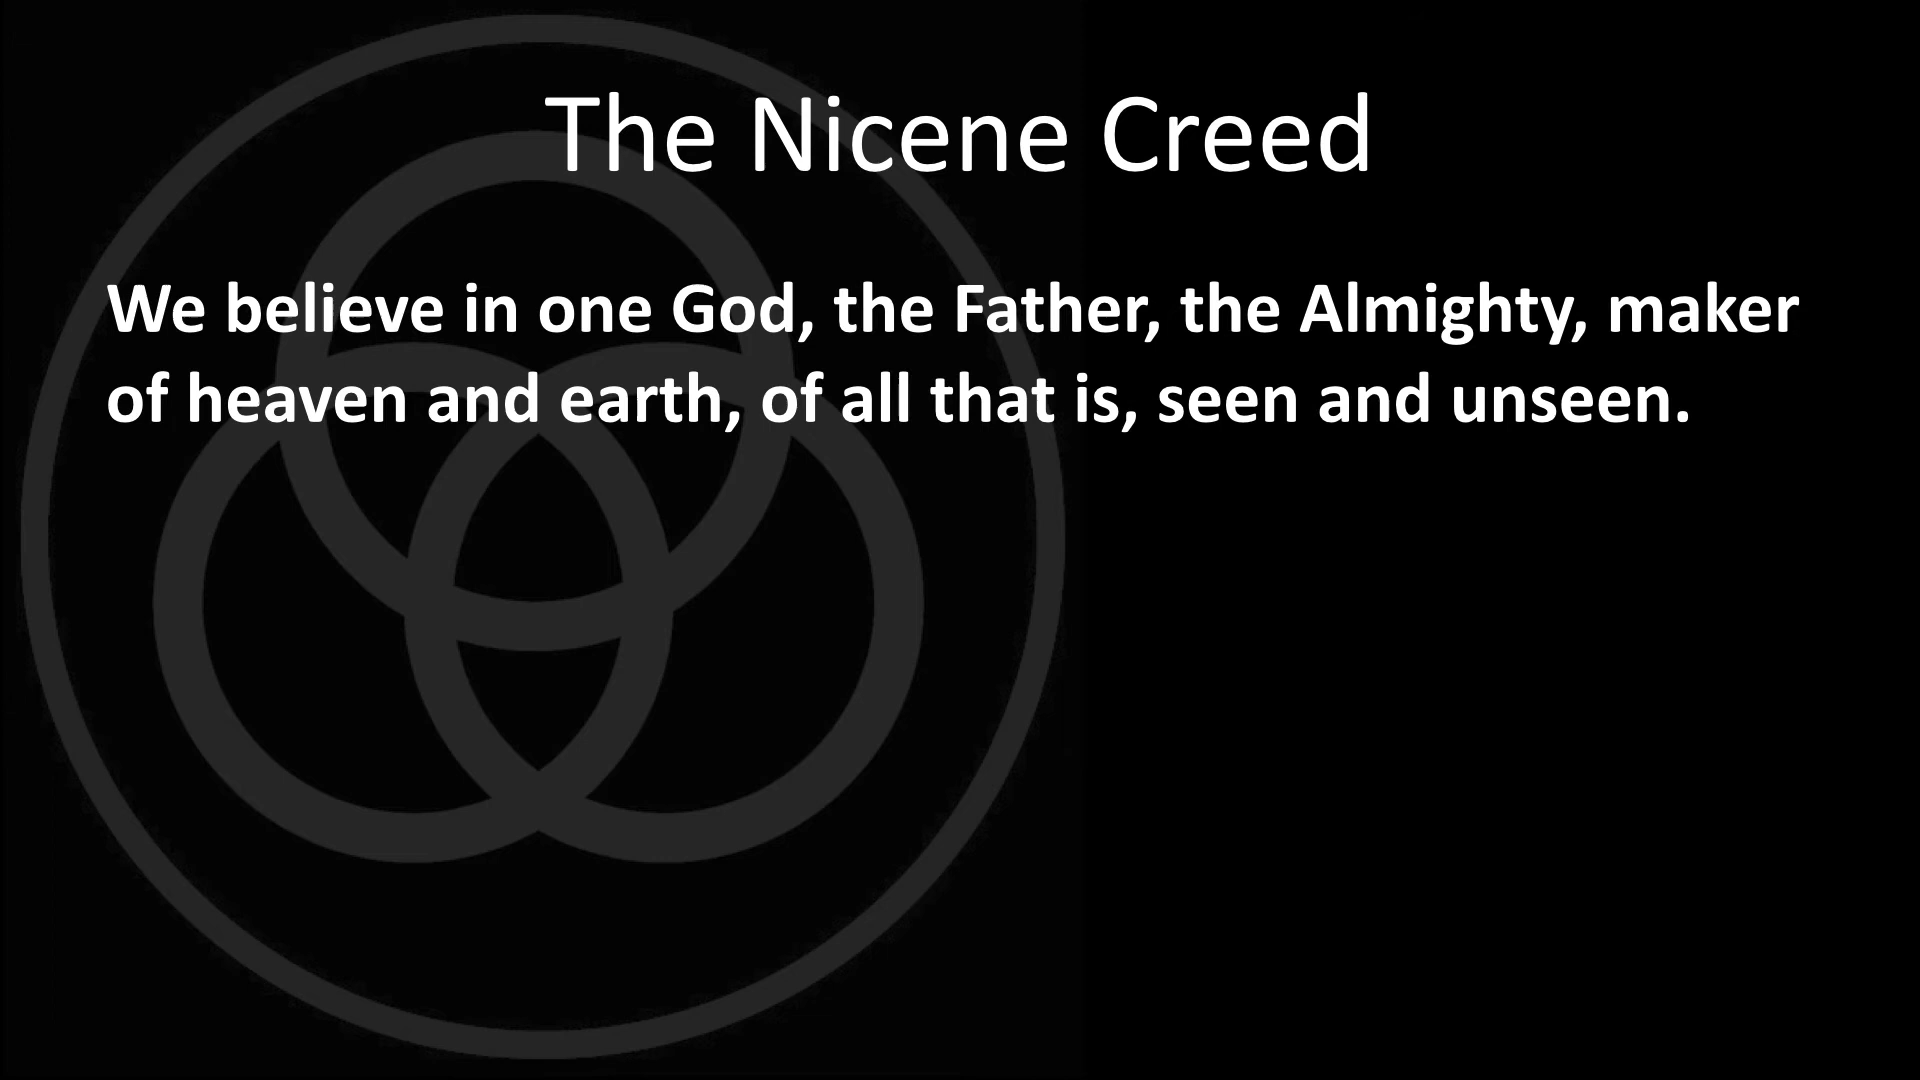 The Nicene Creed
We believe in one God, the Father, the Almighty, maker
of heaven and earth, of all that is, seen and unseen.